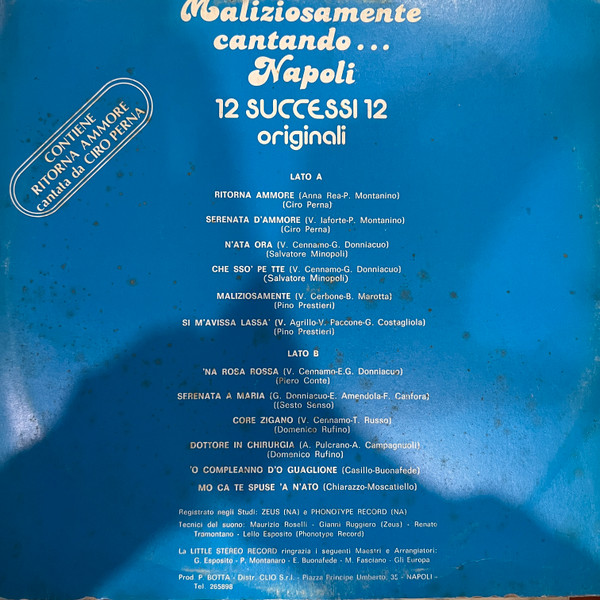 Maliziosamente
cantando...
Napoli
12 SUCCESSI 12
originali
CONTIENE
RITORNA AMMORE
cantata da CIRO PERNA
LATO A
RITORNA AMMORE (Anna Rea-P. Montanino)
(Ciro Perna)
SERENATA D'AMMORE (V. Iaforte-P. Montanino)
(Ciro Perna)
N'ATA ORA (V. Cennamo-G. Donniacuo)
(Salvatore Minopoli)
CHE SSO' PE TTE (V. Cennamo-G. Donniacuo)
(Salvatore Minopoli)
MALIZIOSAMENTE (V. Cerbone-B. Marotta)
(Pino Prestieri)
SI M'AVISSA LASSA' (V. Agrillo-V. Paccone-G. Costagliola)
(Pino Prestieri)
LATO B
'NA ROSA ROSSA (V. Cennamo-E.G. Donniacuo)
(Piero Conte)
SERENATA A MARIA (G. Donniacuo-E. Amendola-F. Canfora)
((Sesto Senso)
CORE ZIGANO (V. Cennamo-T. Russo)
(Domenico Rufino)
DOTTORE IN CHIRURGIA (A. Pulcrano-A. Campagnuoli)
(Domenico Rufino)
'O COMPLEANNO D'O GUAGLIONE (Casillo-Buonafede)
MO CA TE SPUSE 'A N'ATO (Chiarazzo-Moscatiello)
Registrato negli Studi: ZEUS (NA) e PHONOTYPE RECORD (NA)
Tecnici del suono: Maurizio Roselli - Gianni Ruggiero (Zeus) - Renato
Tramontano - Lello Esposito (Phonotype Record)
La LITTLE STEREO RECORD ringrazia i seguenti Maestri e Arrangiatori:
G. Esposito - P. Montanaro - E. Buonafede - M. Fasciano - Gli Europa
Prod. P. BOTTA - Distr. CLIO S.r.l. - Piazza Principe Umberto, 35 - NAPOLI -
Tel. 265898